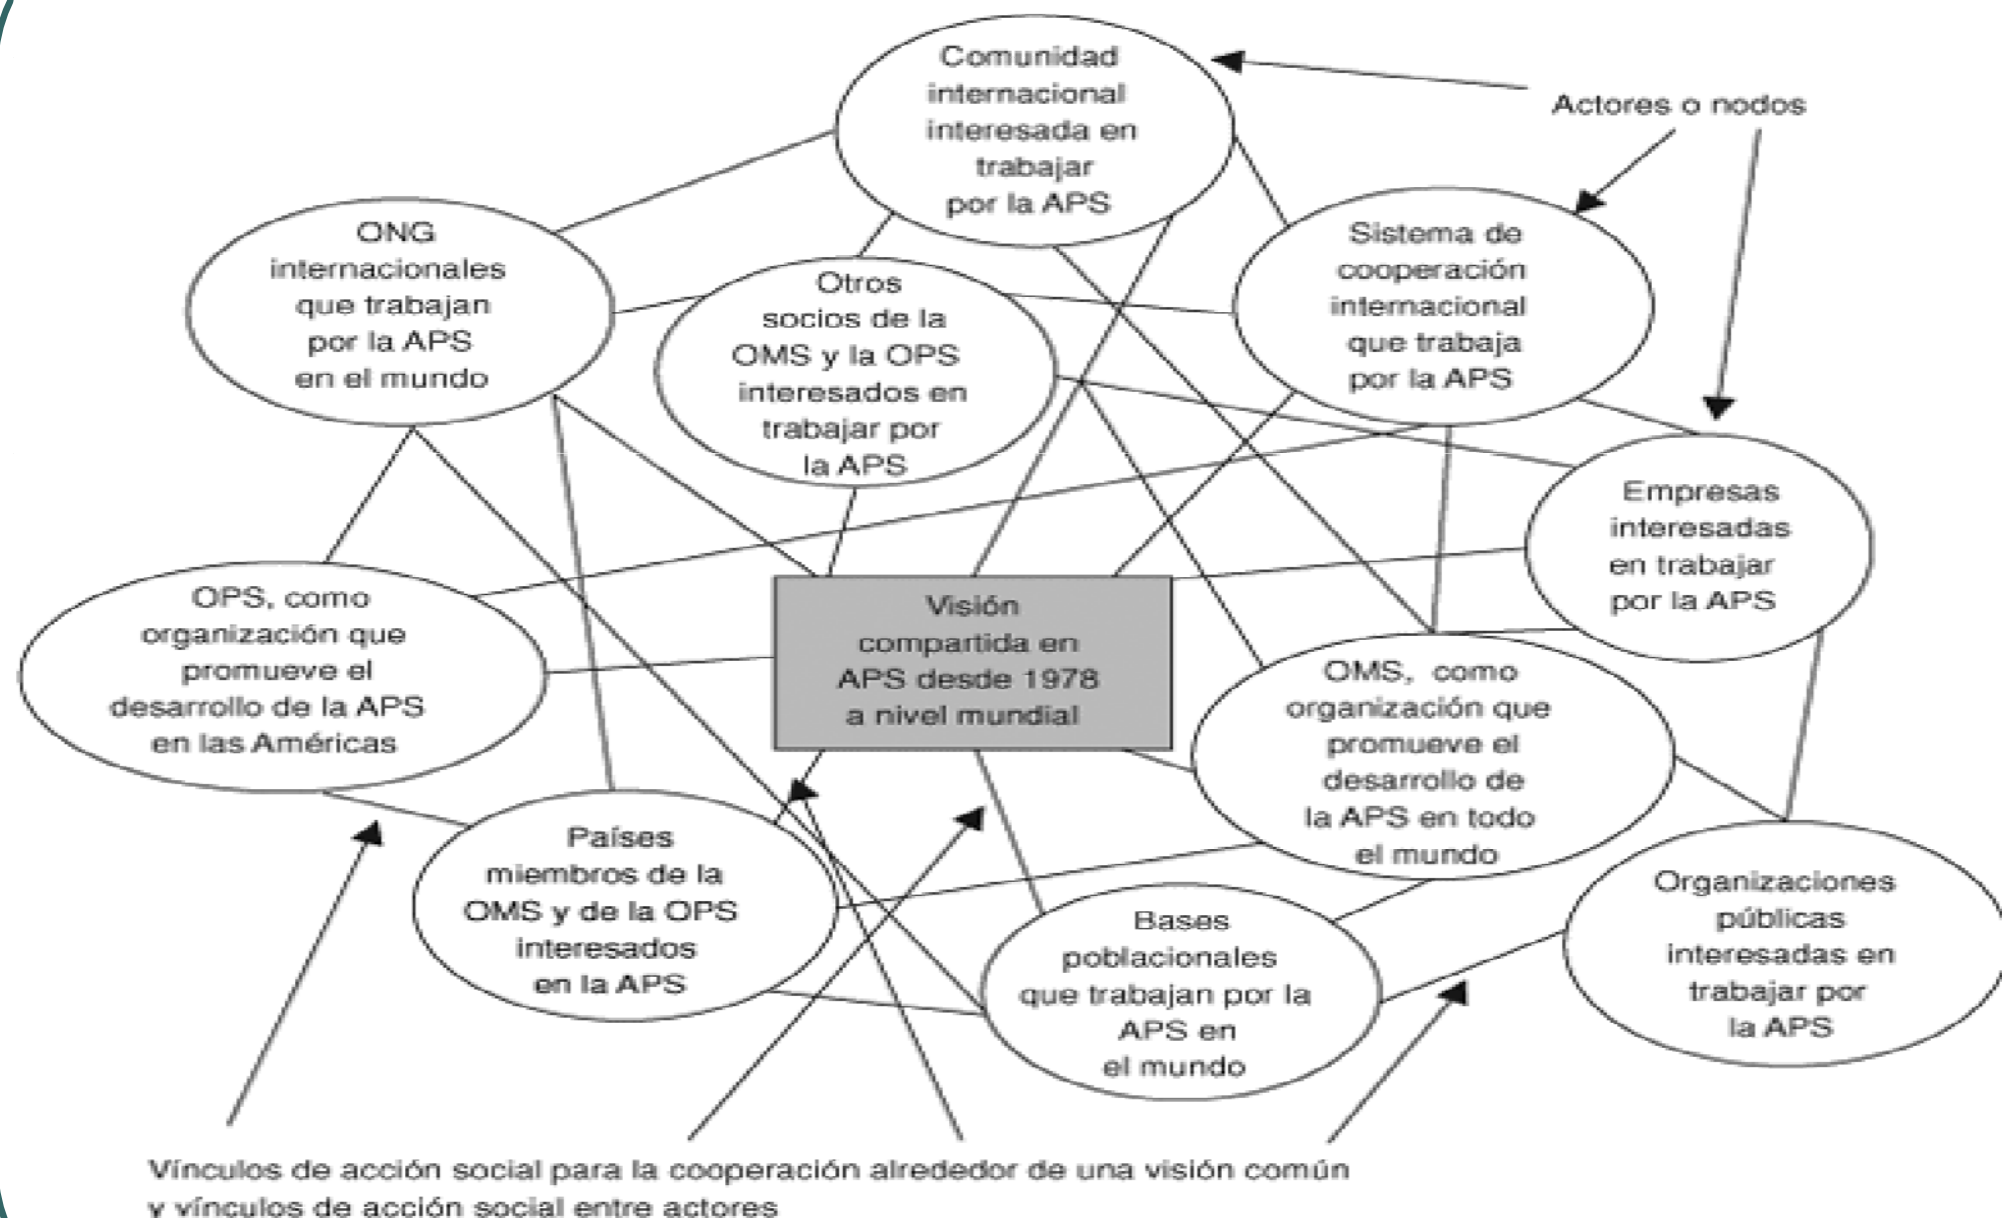 Comunidad
internacional
interesada en
trabajar
por la APS
Actores o nodos
ONG
internacionales
que trabajan
por la APS
en el mundo
Otros
socios de la
OMS y la OPS
interesados en
trabajar por
la APS
Sistema de
cooperación
internacional
que trabaja
por la APS
Empresas
interesadas
en trabajar
por la APS
OPS, como
organización que
promueve el
desarrollo de la APS
en las Américas
Visión
compartida en
APS desde 1978
a nivel mundial
OMS, como
organización que
promueve el
desarrollo de
la APS en todo
el mundo
Países
miembros de la
OMS y de la OPS
interesados
en la APS
Bases
poblacionales
que trabajan por la
APS en
el mundo
Organizaciones
públicas
interesadas en
trabajar por
la APS
Vínculos de acción social para la cooperación alrededor de una visión común
y vínculos de acción social entre actores